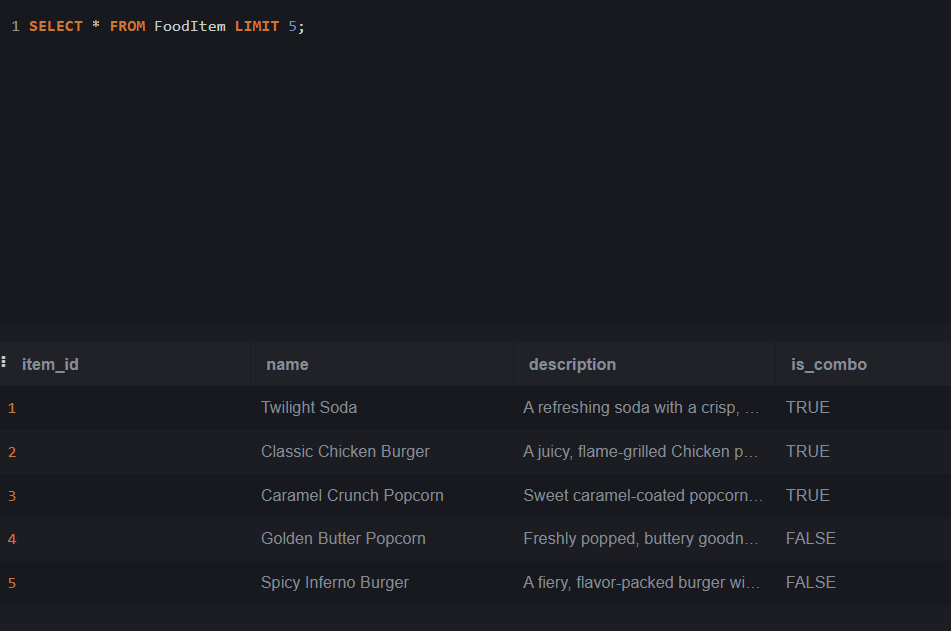 1 SELECT * FROM FoodItem LIMIT 5;
item_id name description is_combo
1 Twilight Soda A refreshing soda with a crisp, ... TRUE
2 Classic Chicken Burger A juicy, flame-grilled Chicken p... TRUE
3 Caramel Crunch Popcorn Sweet caramel-coated popcorn... TRUE
4 Golden Butter Popcorn Freshly popped, buttery goodn... FALSE
5 Spicy Inferno Burger A fiery, flavor-packed burger wi... FALSE